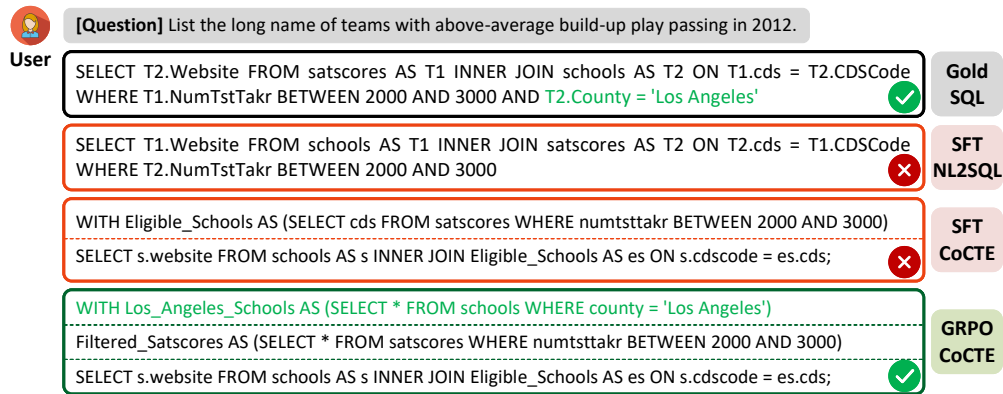 [Question] List the long name of teams with above-average build-up play passing in 2012.
User
SELECT T2.Website FROM satscores AS T1 INNER JOIN schools AS T2 ON T1.cds = T2.CDSCode
WHERE T1.NumTstTakr BETWEEN 2000 AND 3000 AND T2.County = 'Los Angeles'
Gold
SQL
SELECT T1.Website FROM schools AS T1 INNER JOIN satscores AS T2 ON T2.cds = T1.CDSCode
WHERE T2.NumTstTakr BETWEEN 2000 AND 3000
SFT
NL2SQL
WITH Eligible_Schools AS (SELECT cds FROM satscores WHERE numtsttakr BETWEEN 2000 AND 3000)
SELECT s.website FROM schools AS s INNER JOIN Eligible_Schools AS es ON s.cdscode = es.cds;
SFT
CoCTE
WITH Los_Angeles_Schools AS (SELECT * FROM schools WHERE county = 'Los Angeles')
Filtered_Satscores AS (SELECT * FROM satscores WHERE numtsttakr BETWEEN 2000 AND 3000)
SELECT s.website FROM schools AS s INNER JOIN Eligible_Schools AS es ON s.cdscode = es.cds;
GRPO
CoCTE